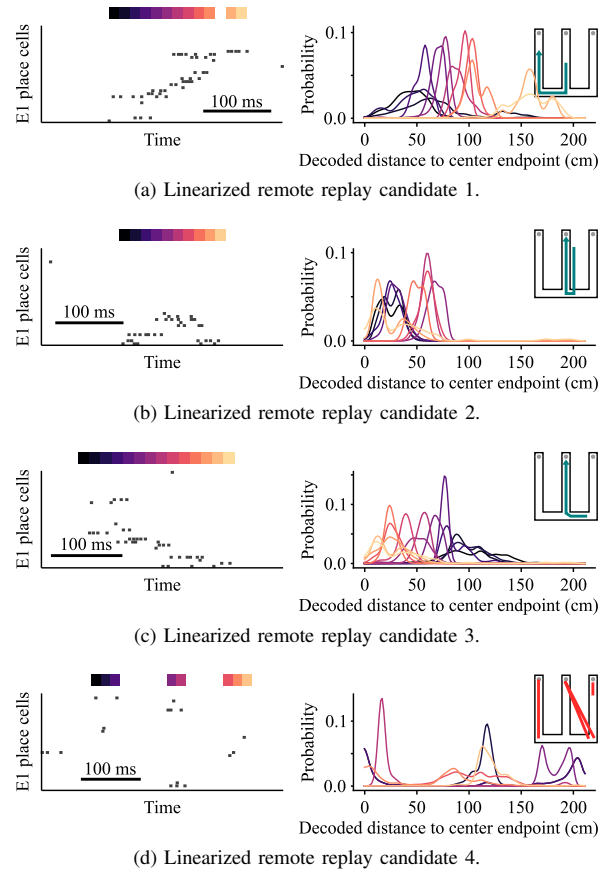 E1 place cells
100 ms
Time
Probability
0.1
0.0
0 50 100 150 200
Decoded distance to center endpoint (cm)
(a) Linearized remote replay candidate 1.
E1 place cells
100 ms
Time
Probability
0.1
0.0
0 50 100 150 200
Decoded distance to center endpoint (cm)
(b) Linearized remote replay candidate 2.
E1 place cells
100 ms
Time
Probability
0.1
0.0
0 50 100 150 200
Decoded distance to center endpoint (cm)
(c) Linearized remote replay candidate 3.
E1 place cells
100 ms
Time
Probability
0.1
0.0
0 50 100 150 200
Decoded distance to center endpoint (cm)
(d) Linearized remote replay candidate 4.